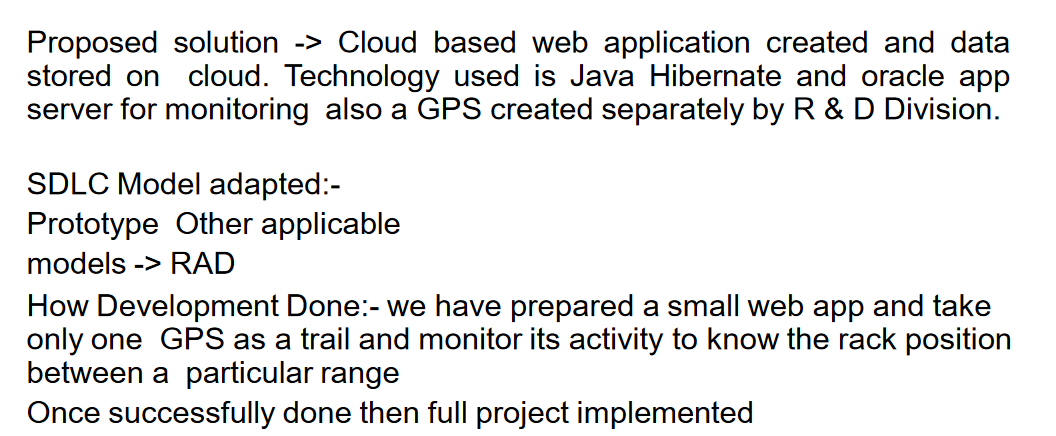 Proposed solution -> Cloud based web application created and data
stored on cloud. Technology used is Java Hibernate and oracle app
server for monitoring also a GPS created separately by R & D Division.
SDLC Model adapted:-
Prototype Other applicable
models -> RAD
How Development Done:- we have prepared a small web app and take
only one GPS as a trail and monitor its activity to know the rack position
between a particular range
Once successfully done then full project implemented